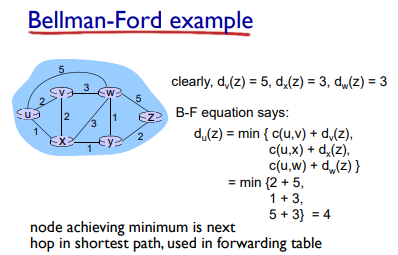 Bellman-Ford example
5
3
v
w
5
2
u
2
1
3
z
1
2
x
y
1
clearly, dv(z) = 5, dx(z) = 3, dw(z) = 3
B-F equation says:
du(z) = min { c(u,v) + dv(z),
c(u,x) + dx(z),
c(u,w) + dw(z) }
= min {2 + 5,
1 + 3,
5 + 3} = 4
node achieving minimum is next
hop in shortest path, used in forwarding table